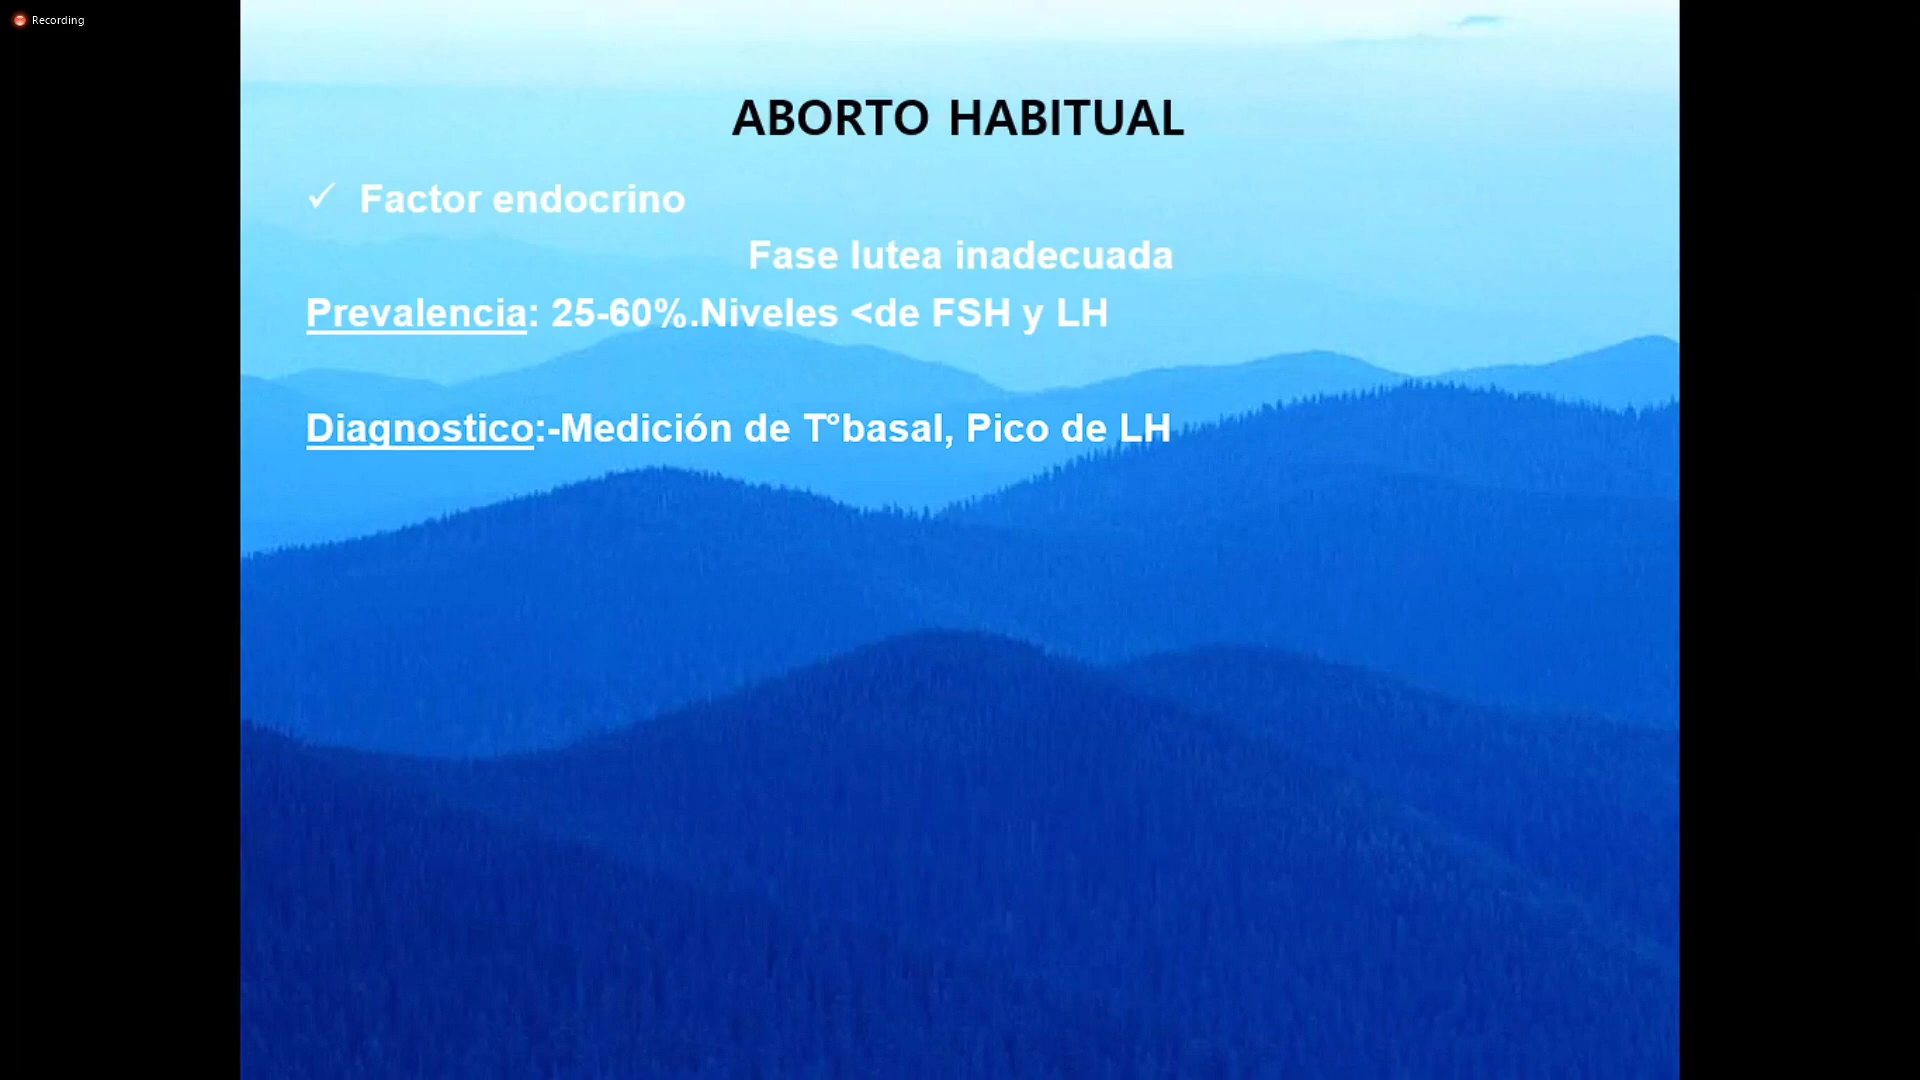 Recording
ABORTO HABITUAL
✓ Factor endocrino
Fase lutea inadecuada
Prevalencia: 25-60%.Niveles <de FSH y LH
Diagnostico:-Medición de T°basal, Pico de LH